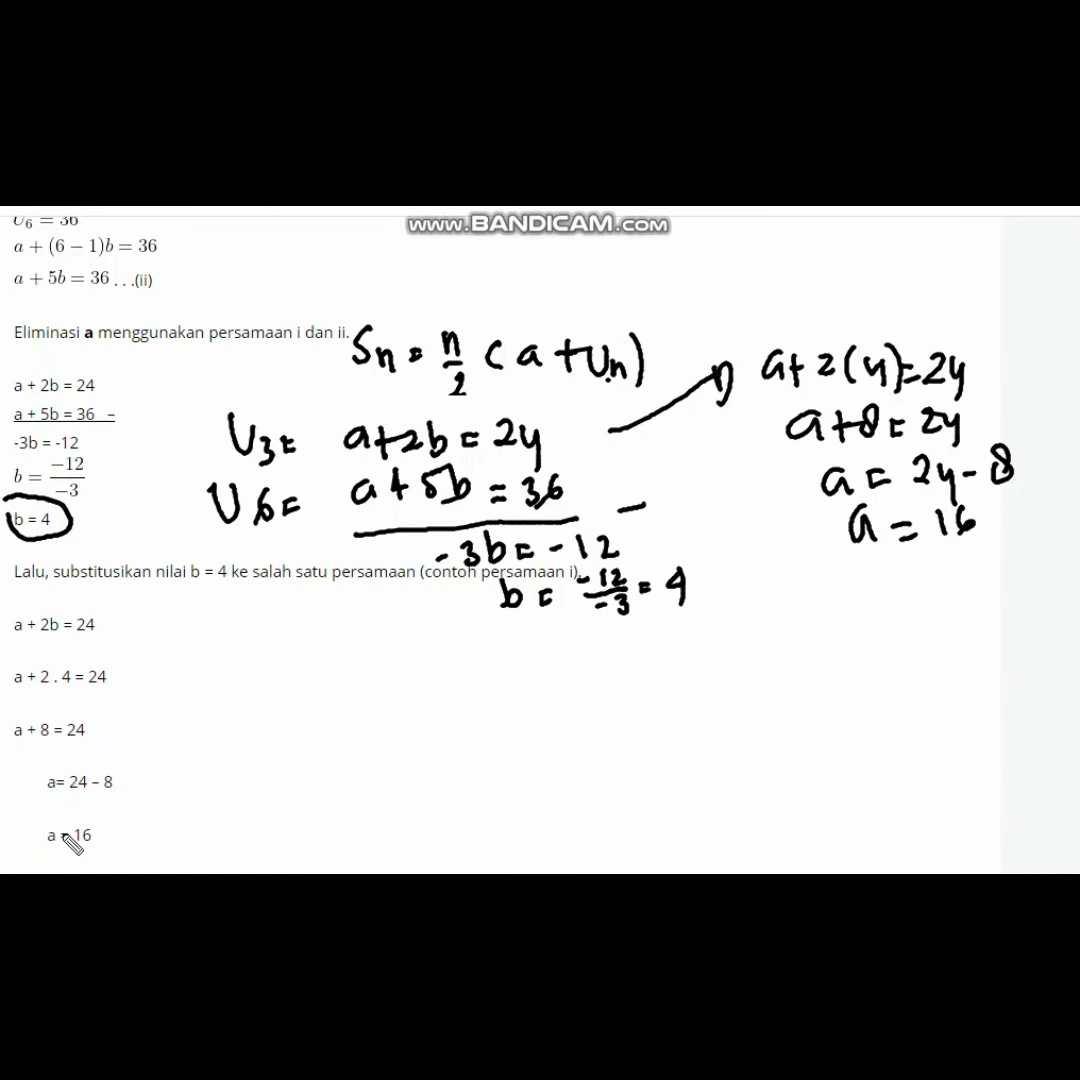 U₆ = 36
www.BANDICAM.com
a + (6 − 1)b = 36
a + 5b = 36 . . .(ii)
Eliminasi a menggunakan persamaan i dan ii.
a + 2b = 24
a + 5b = 36 –
-3b = -12
b = −12/−3
b = 4
Lalu, substitusikan nilai b = 4 ke salah satu persamaan (contoh persamaan i).
a + 2b = 24
a + 2 . 4 = 24
a + 8 = 24
a= 24 – 8
a = 16
Sn = n/2 (a + Un)
U3 = a+2b = 24
U6 = a + 5b = 36 −
-3b = -12
b = -12/-3 = 4
a+ 2(4)=24
a+8 = 24
a = 24-8
a = 16